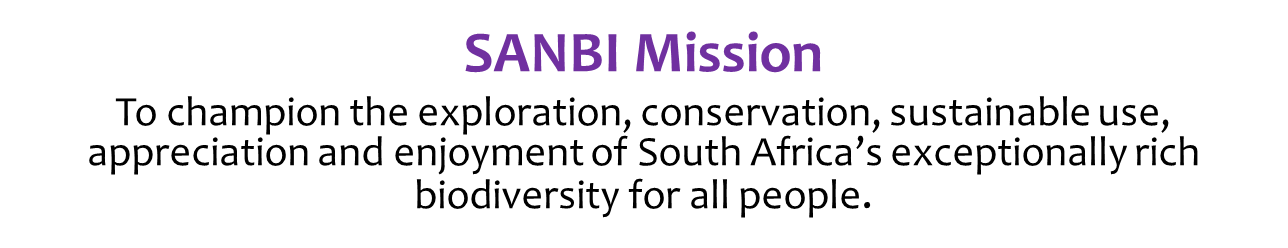 SANBI Mission
To champion the exploration, conservation, sustainable use,
appreciation and enjoyment of South Africa’s exceptionally rich
biodiversity for all people.